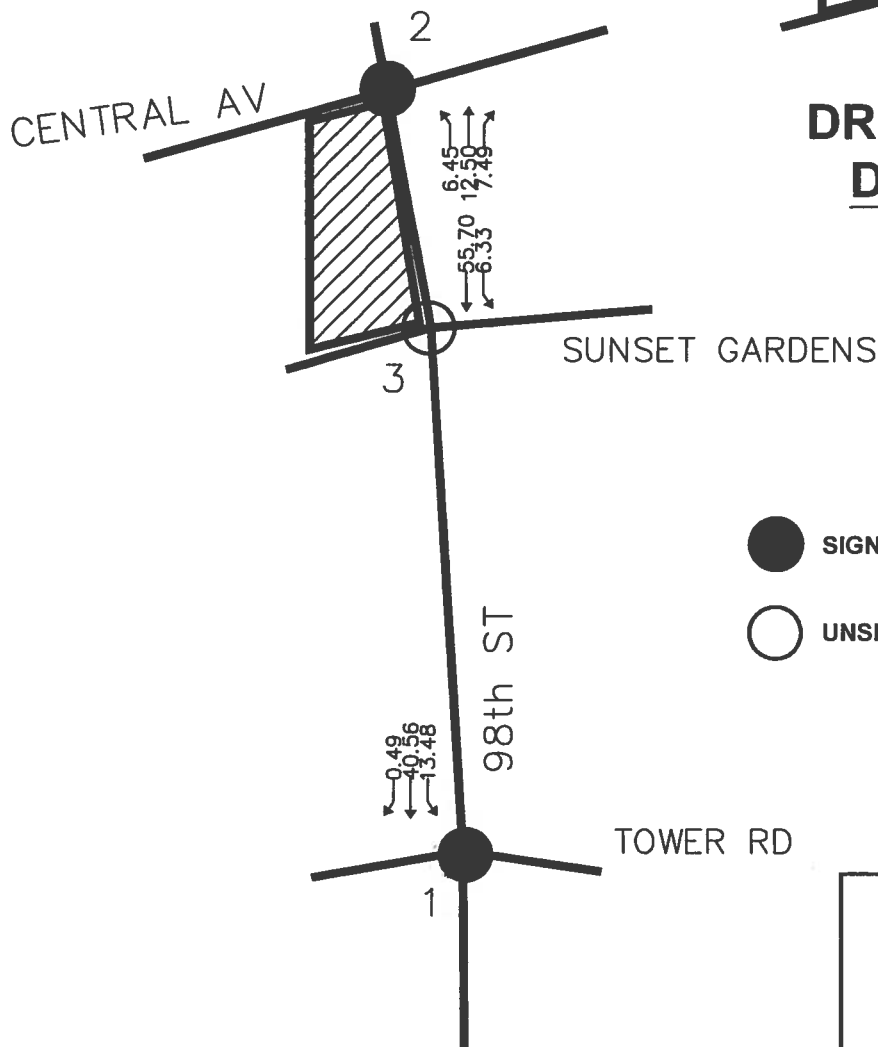 2
CENTRAL AV
DR
D
6.45
12.50
7.49
55.70
6.33
SUNSET GARDENS
3
SIGN
UNSI
98th ST
0.49
40.56
13.48
TOWER RD
1